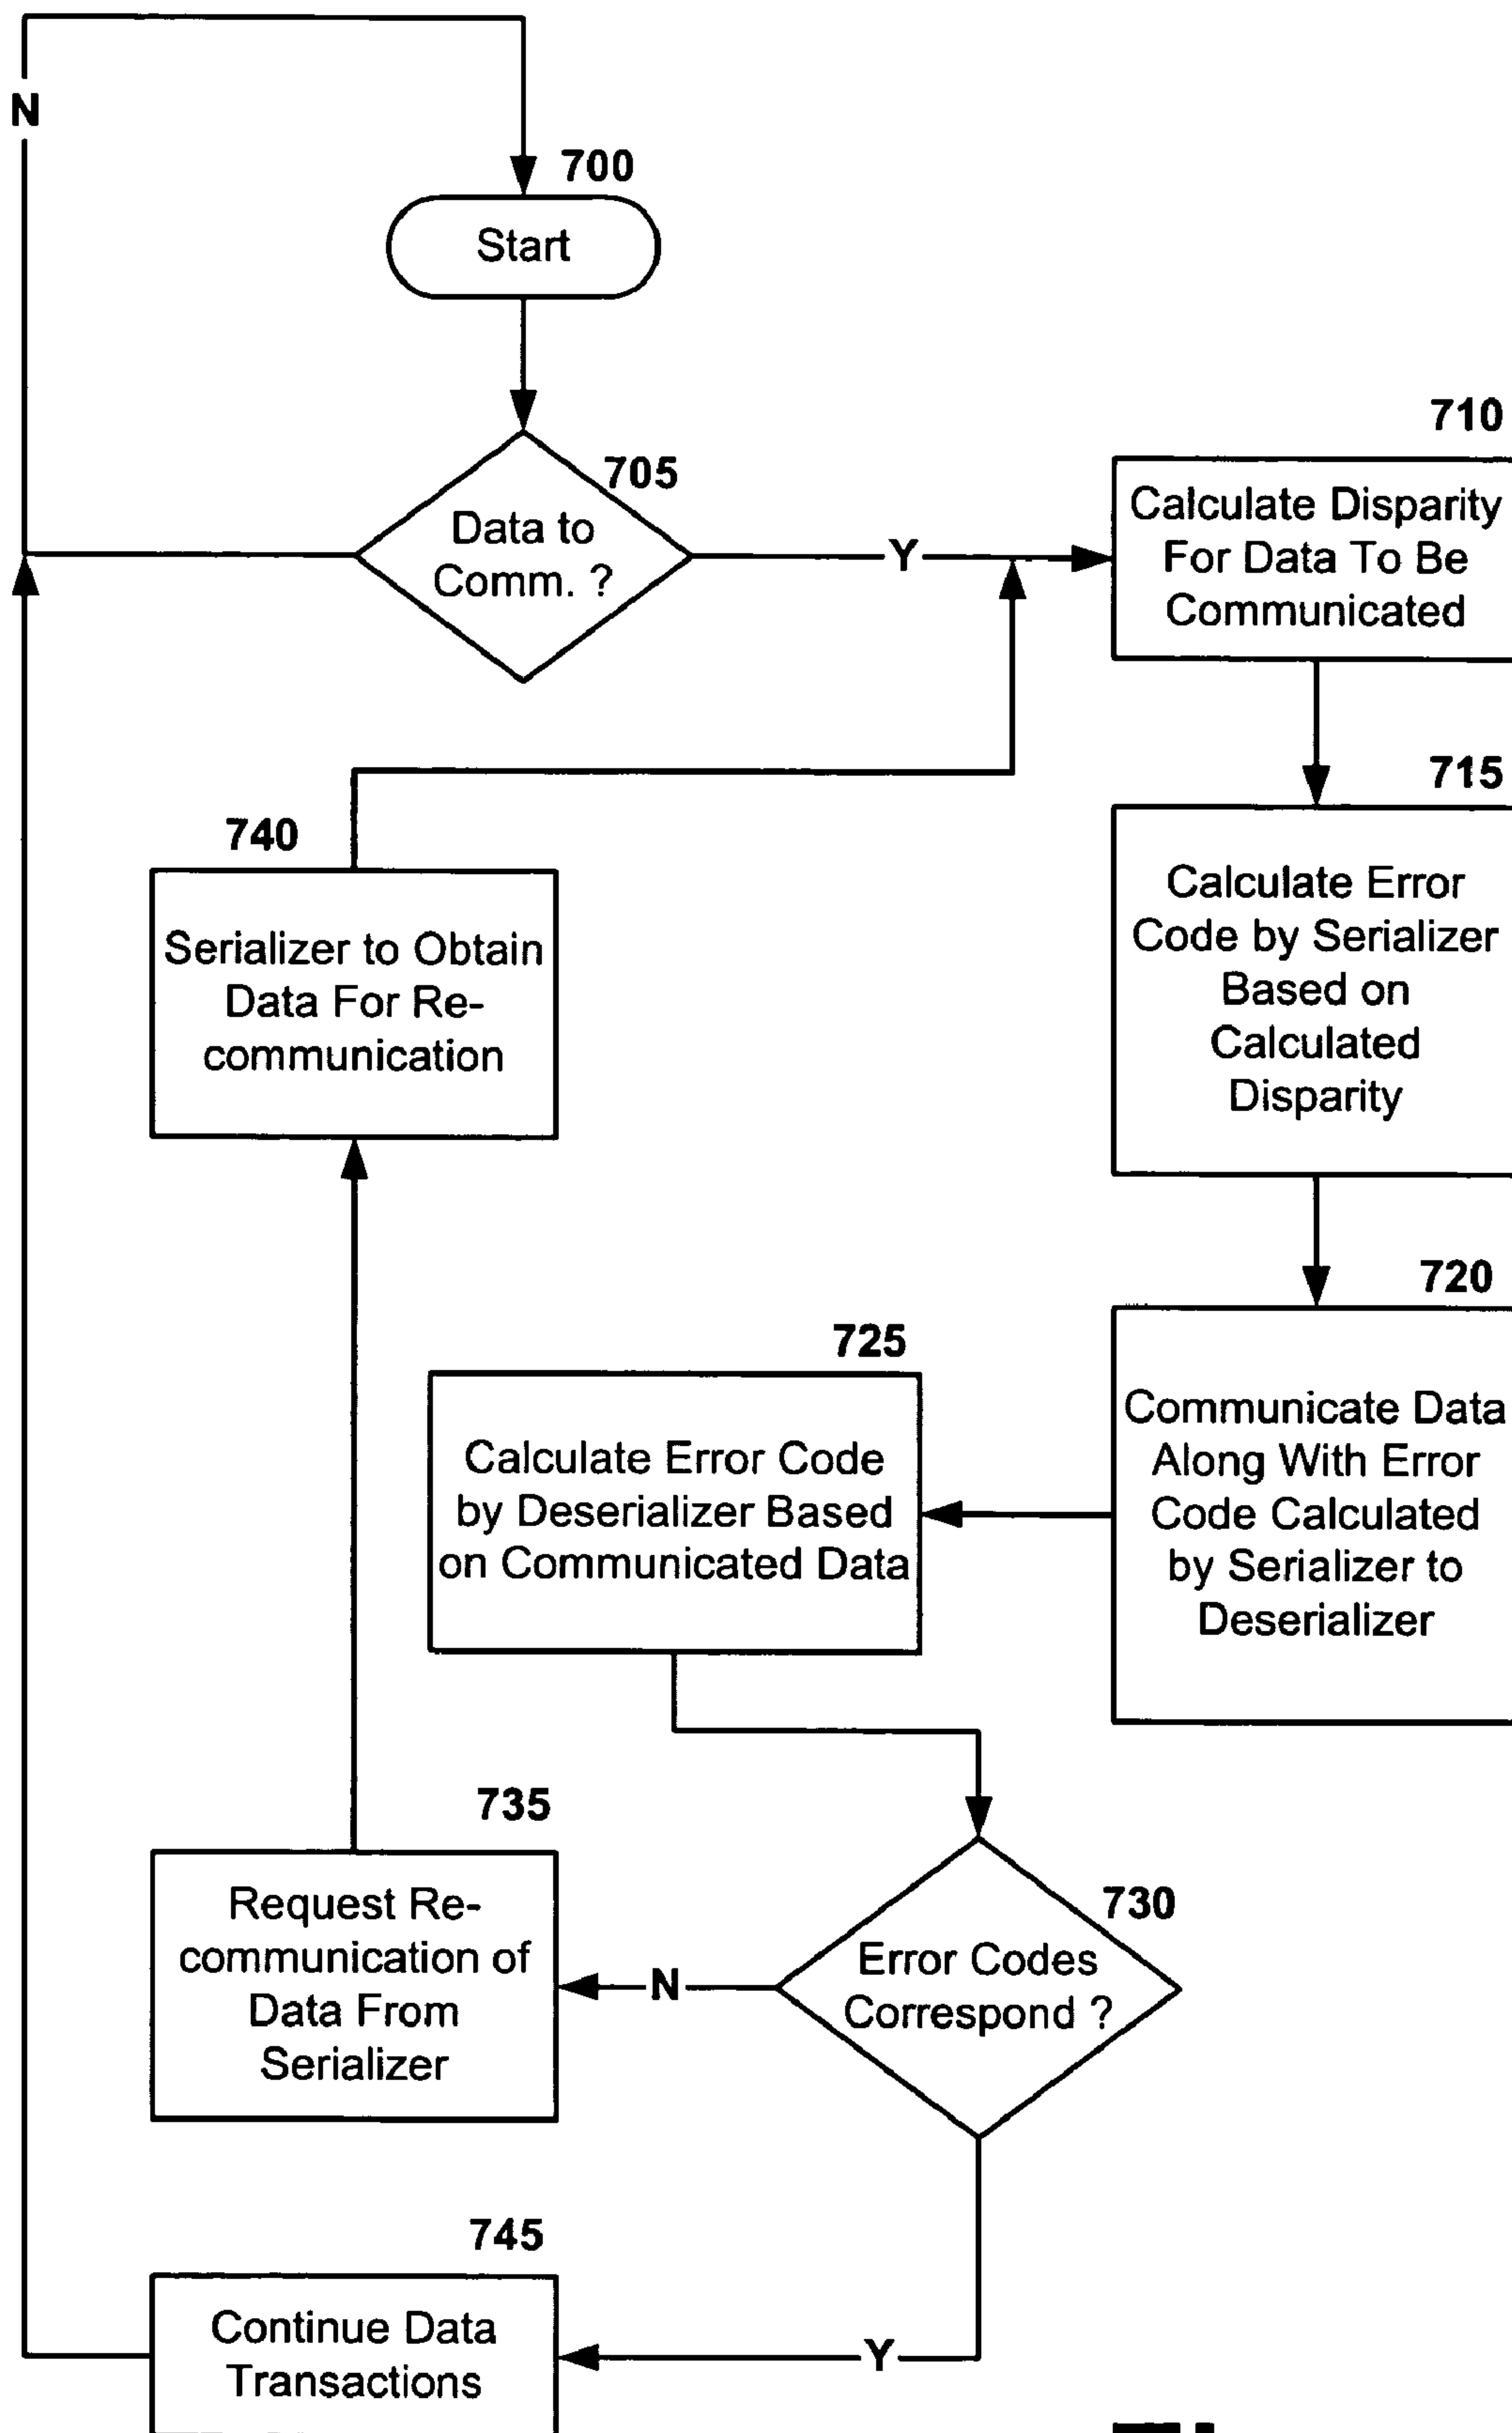 N
700
Start
705
Data to
Comm. ?
Y
710
Calculate Disparity
For Data To Be
Communicated
715
Calculate Error
Code by Serializer
Based on
Calculated
Disparity
740
Serializer to Obtain
Data For Re-
communication
720
Communicate Data
Along With Error
Code Calculated
by Serializer to
Deserializer
725
Calculate Error Code
by Deserializer Based
on Communicated Data
730
Error Codes
Correspond ?
N
735
Request Re-
communication of
Data From
Serializer
Y
745
Continue Data
Transactions